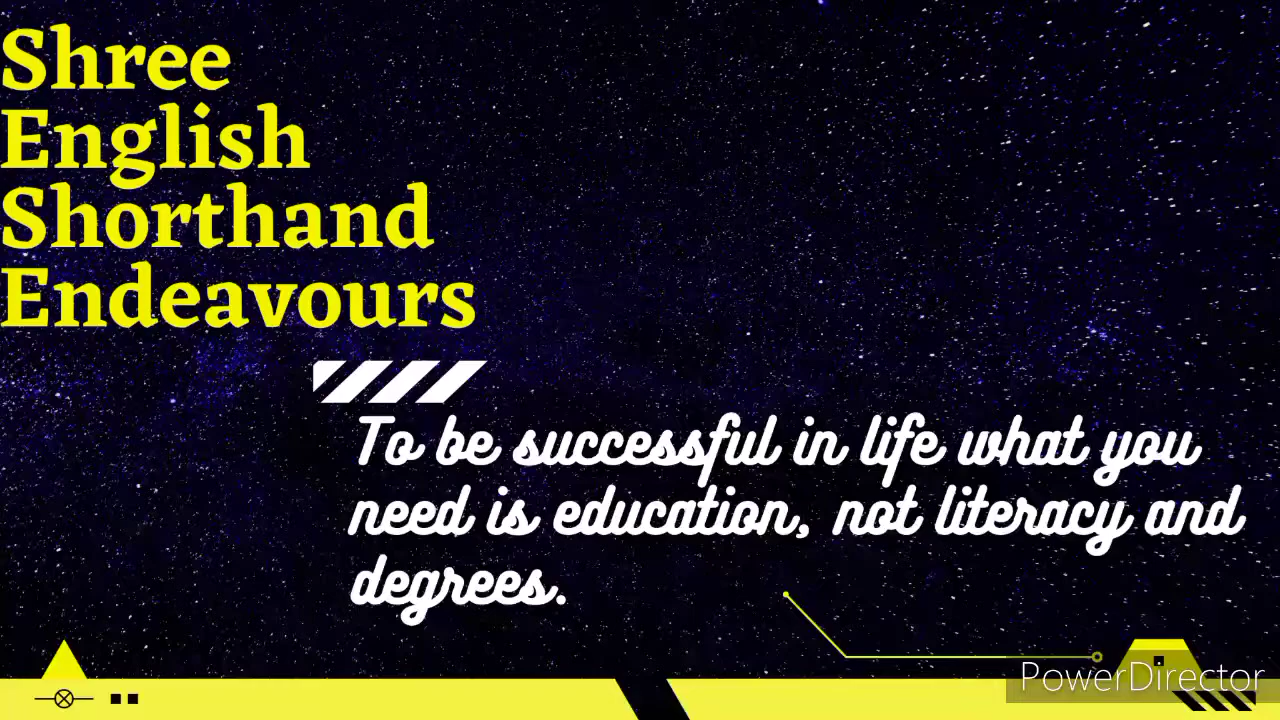 Shree
English
Shorthand
Endeavours
To be successful in life what you
need is education, not literacy and
degrees.
PowerDirector